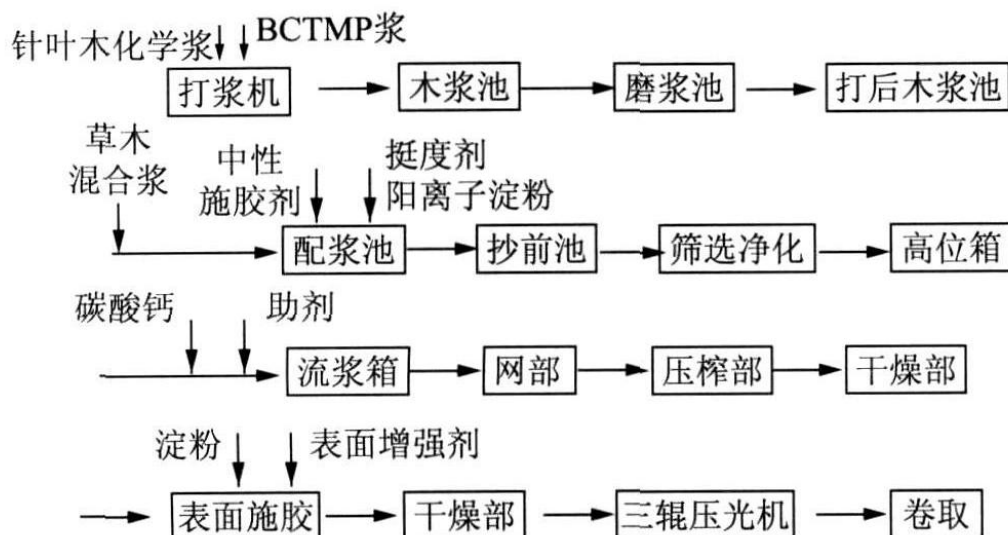 针叶木化学浆
BCTMP浆
打浆机
木浆池
磨浆池
打后木浆池
草木
混合浆
中性
施胶剂
挺度剂
阳离子淀粉
配浆池
抄前池
筛选净化
高位箱
碳酸钙
助剂
流浆箱
网部
压榨部
干燥部
淀粉
表面增强剂
表面施胶
干燥部
三辊压光机
卷取